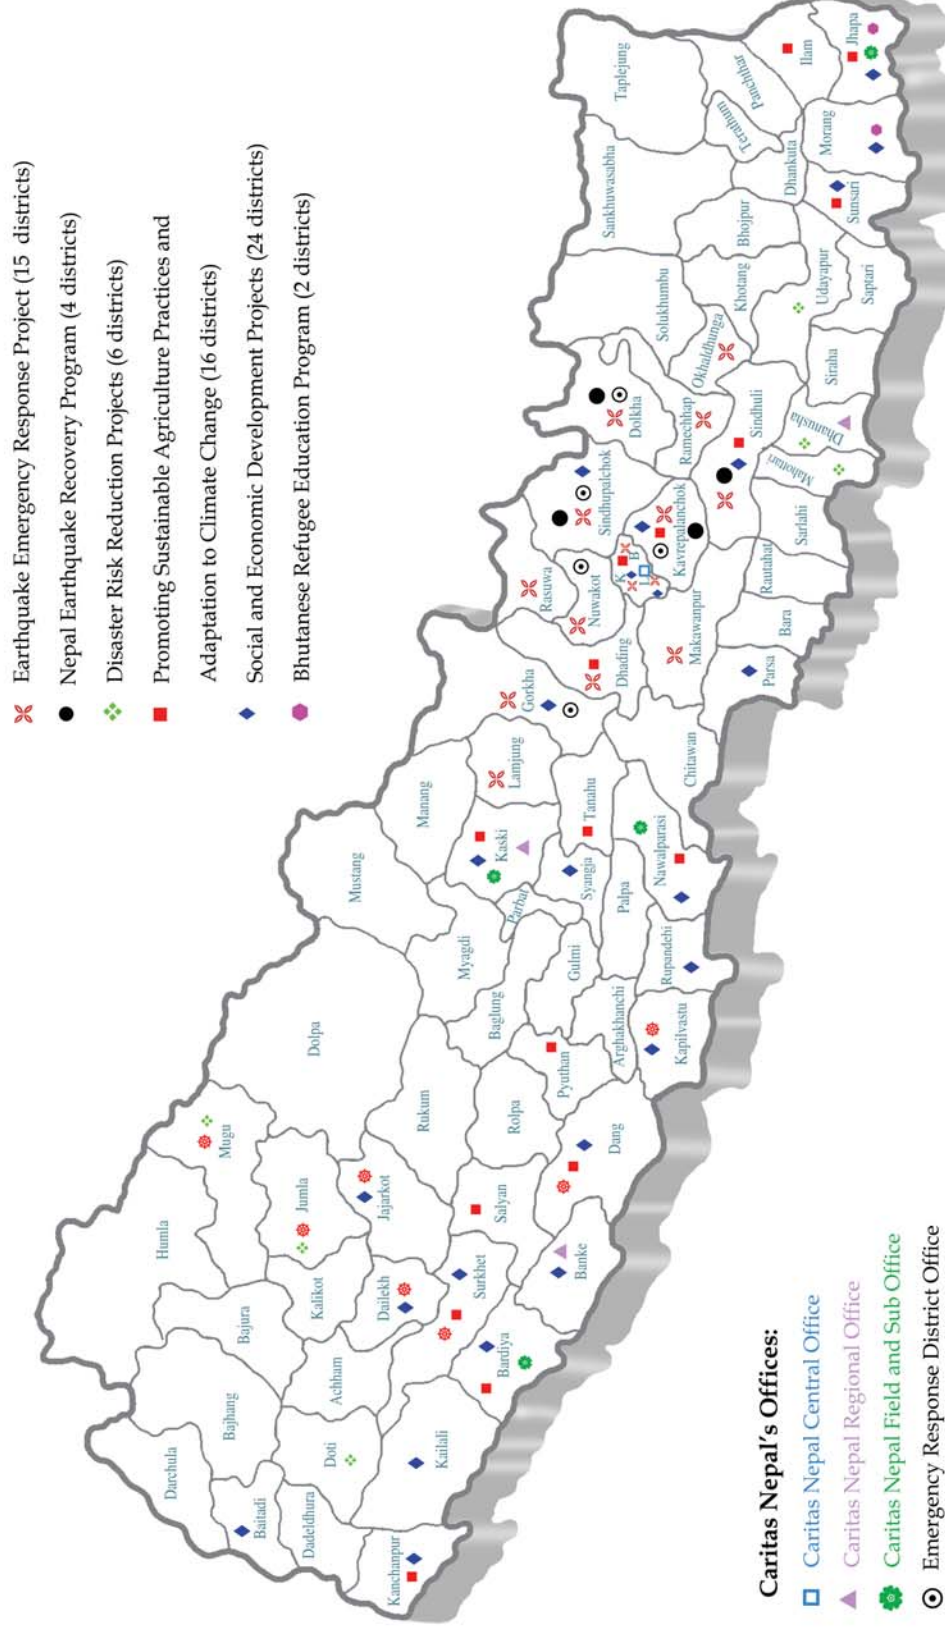 Earthquake Emergency Response Project (15 districts)
Nepal Earthquake Recovery Program (4 districts)
Disaster Risk Reduction Projects (6 districts)
Promoting Sustainable Agriculture Practices and
Adaptation to Climate Change (16 districts)
Social and Economic Development Projects (24 districts)
Bhutanese Refugee Education Program (2 districts)
Darchula
Baitadi
Dadeldhura
Kanchanpur
Bajhang
Doti
Kailali
Bajura
Achham
Humla
Kalikot
Dailekh
Surkhet
Bardiya
Mugu
Jumla
Jajarkot
Salyan
Banke
Dolpa
Rukum
Rolpa
Pyuthan
Dang
Mustang
Myagdi
Baglung
Gulmi
Arghakhanchi
Kapilvastu
Manang
Kaski
Parbat
Syangja
Palpa
Rupandehi
Lamjung
Tanahu
Nawalparasi
Gorkha
Dhading
Chitawan
Rasuwa
Nuwakot
Makawanpur
Parsa
Bara
Rautahat
Sindhupalchok
K
B
L
Kavrepalanchok
Sarlahi
Dolkha
Ramechhap
Sindhuli
Mahottari
Dhanusha
Solukhumbu
Okhaldhunga
Khotang
Udayapur
Siraha
Saptari
Sankhuwasabha
Bhojpur
Dhankuta
Sunsari
Taplejung
Terathum
Panchthar
Morang
Ilam
Jhapa
Caritas Nepal's Offices:
Caritas Nepal Central Office
Caritas Nepal Regional Office
Caritas Nepal Field and Sub Office
Emergency Response District Office